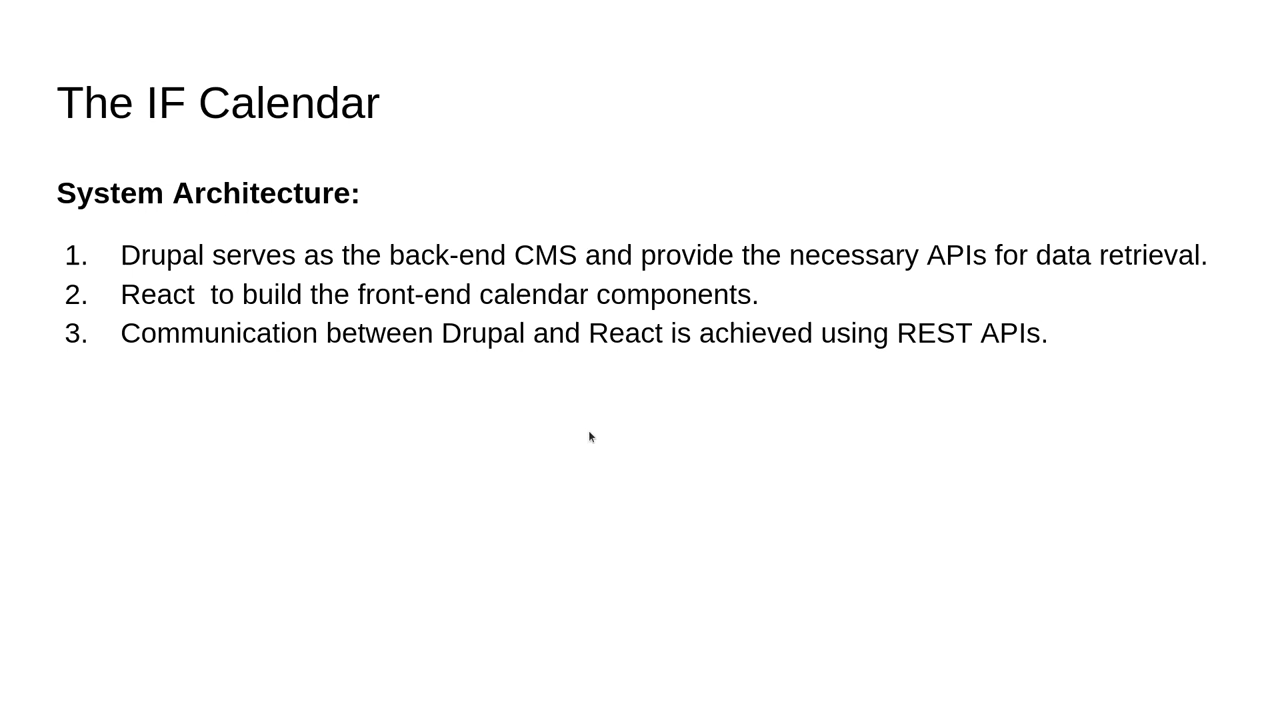 The IF Calendar
System Architecture:
1. Drupal serves as the back-end CMS and provide the necessary APIs for data retrieval.
2. React  to build the front-end calendar components.
3. Communication between Drupal and React is achieved using REST APIs.